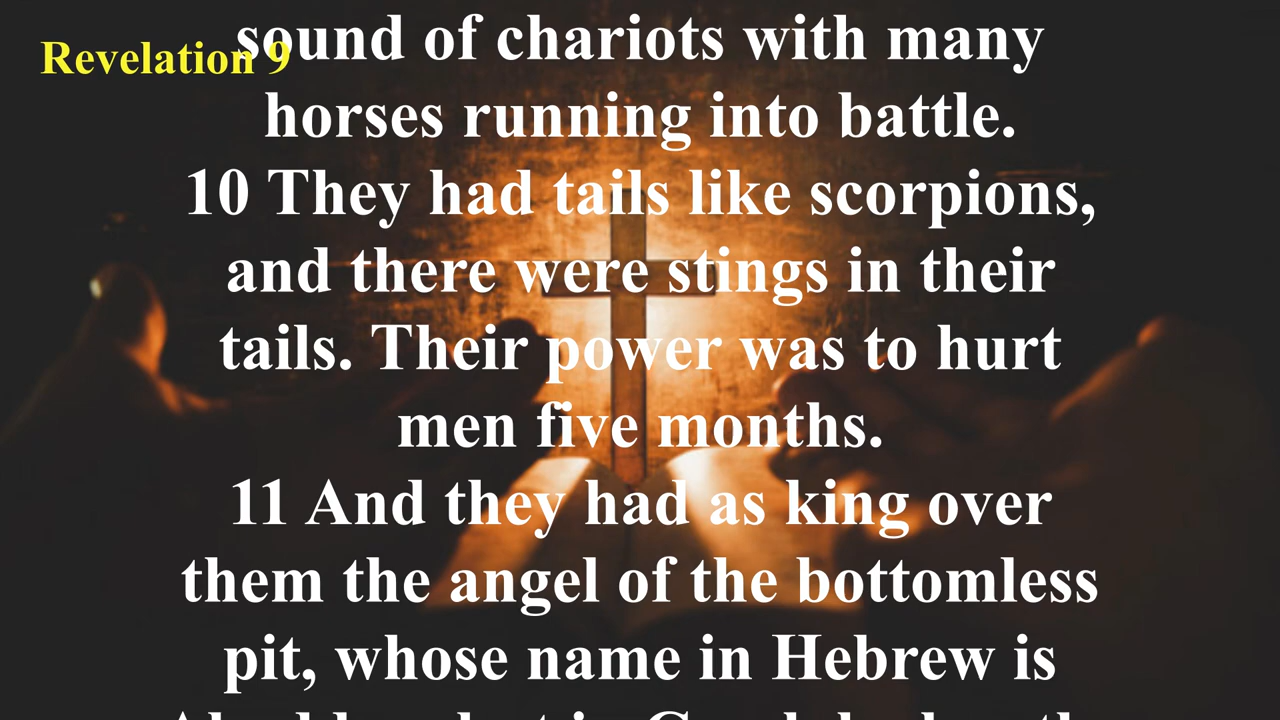 Revelation 9
sound of chariots with many
horses running into battle.
10 They had tails like scorpions,
and there were stings in their
tails. Their power was to hurt
men five months.
11 And they had as king over
them the angel of the bottomless
pit, whose name in Hebrew is